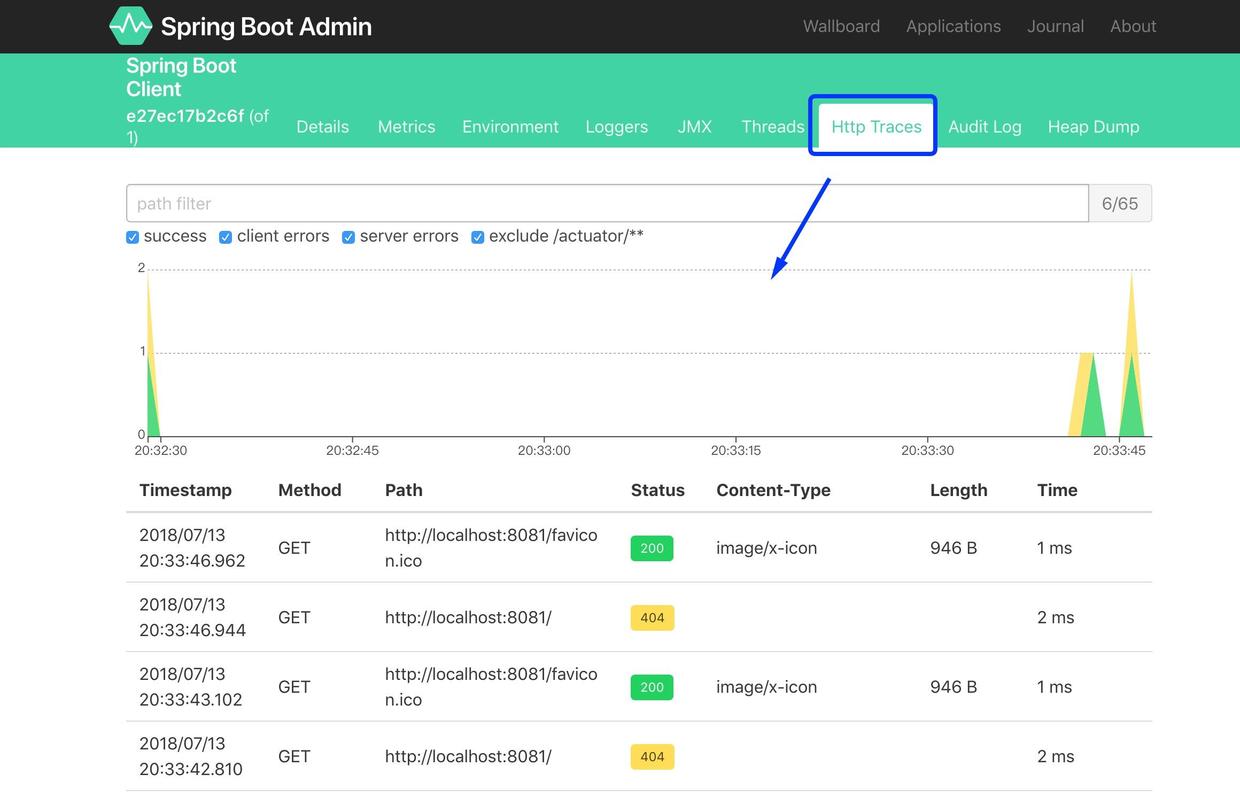 Spring Boot Admin
Wallboard Applications Journal About
Spring Boot
Client
e27ec17b2c6f (of
1)
Details Metrics Environment Loggers JMX Threads Http Traces Audit Log Heap Dump
path filter 6/65
success client errors server errors exclude /actuator/**
2
1
0
20:32:30 20:32:45 20:33:00 20:33:15 20:33:30 20:33:45
Timestamp Method Path Status Content-Type Length Time
2018/07/13
20:33:46.962 GET http://localhost:8081/favico
n.ico 200 image/x-icon 946 B 1 ms
2018/07/13
20:33:46.944 GET http://localhost:8081/ 404 2 ms
2018/07/13
20:33:43.102 GET http://localhost:8081/favico
n.ico 200 image/x-icon 946 B 1 ms
2018/07/13
20:33:42.810 GET http://localhost:8081/ 404 2 ms